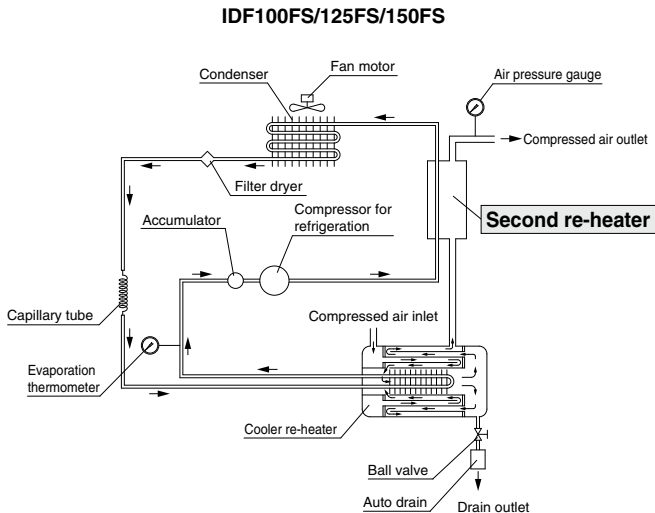 IDF100FS/125FS/150FS
Fan motor
Condenser
Air pressure gauge
Compressed air outlet
Filter dryer
Second re-heater
Accumulator
Compressor for
refrigeration
Capillary tube
Compressed air inlet
Evaporation
thermometer
Cooler re-heater
Ball valve
Auto drain
Drain outlet